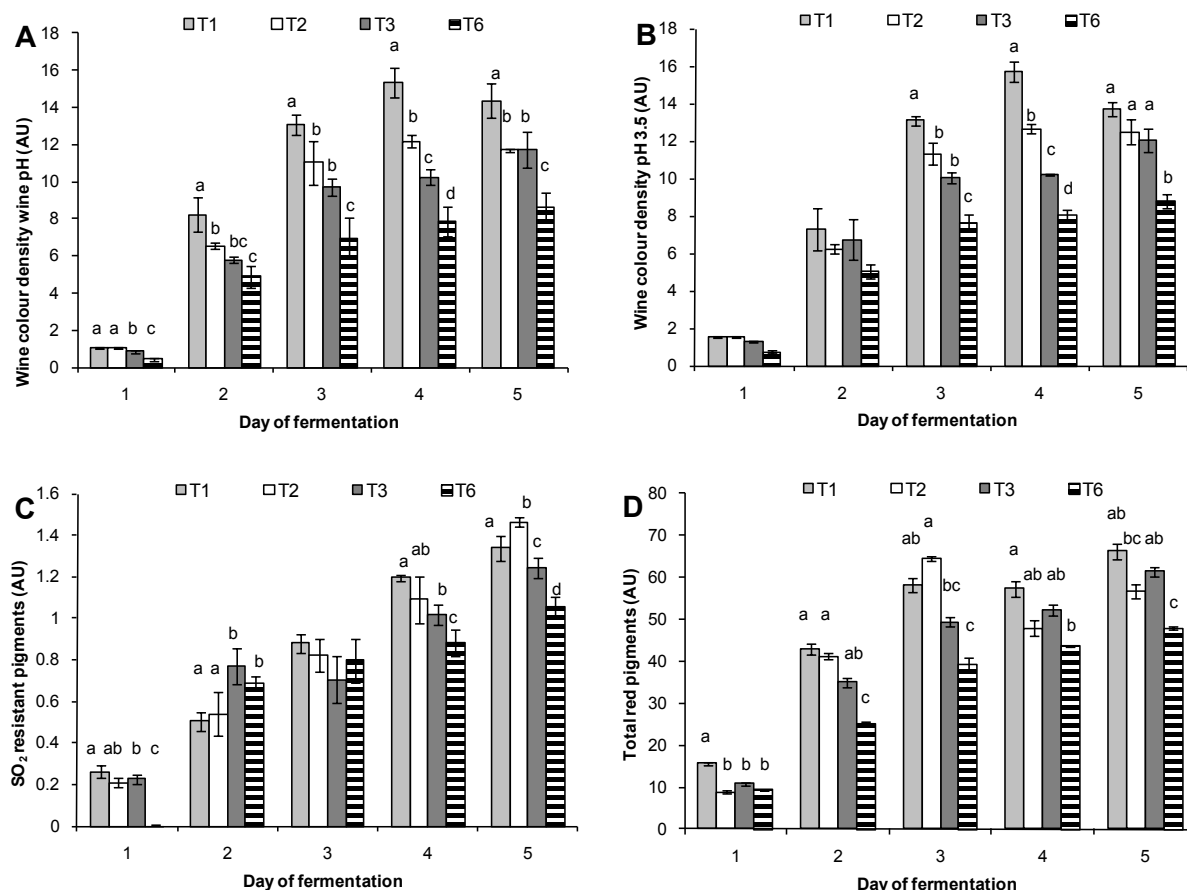 A
T1 T2 T3 T6
Wine colour density wine pH (AU)
18
16
14
12
10
8
6
4
2
0
a a b c
a b bc c
a b b c
a b c d
a b b c
1 2 3 4 5
Day of fermentation
B
T1 T2 T3 T6
Wine colour density pH 3.5 (AU)
18
16
14
12
10
8
6
4
2
0
a b b c
a b c d
a a a b
1 2 3 4 5
Day of fermentation
C
T1 T2 T3 T6
SO2 resistant pigments (AU)
1.6
1.4
1.2
1
0.8
0.6
0.4
0.2
0
a ab b c
a a b b
a ab b c
a b c d
1 2 3 4 5
Day of fermentation
D
T1 T2 T3 T6
Total red pigments (AU)
80
70
60
50
40
30
20
10
0
a b b b
a a ab c
ab a bc c
a ab ab b
ab bc ab c
1 2 3 4 5
Day of fermentation